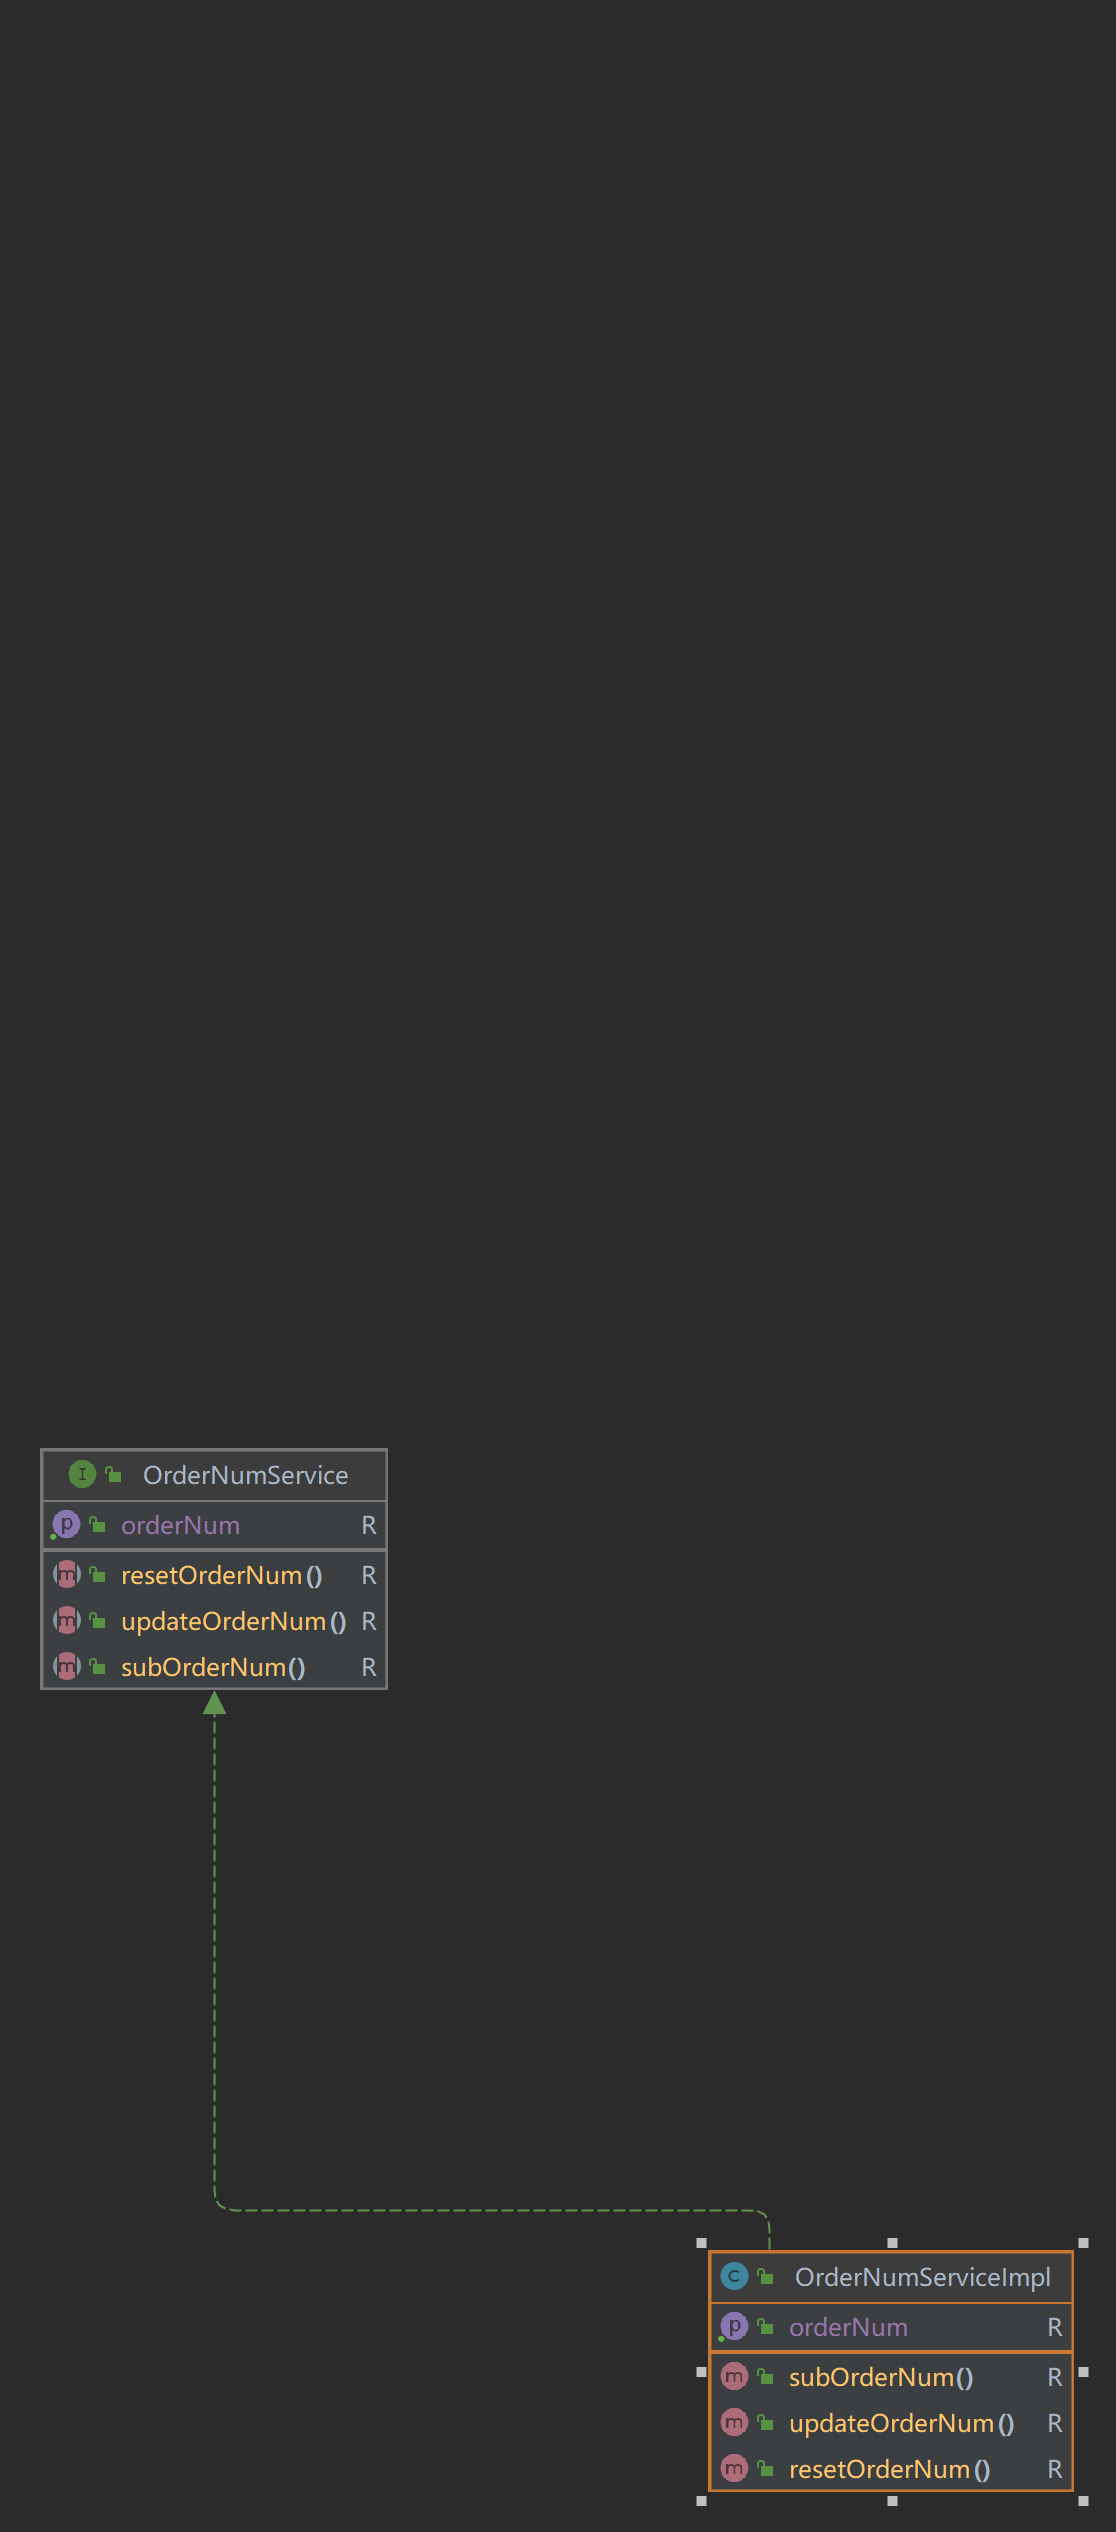 I OrderNumService
p orderNum R
m resetOrderNum() R
m updateOrderNum() R
m subOrderNum() R
C OrderNumServiceImpl
p orderNum R
m subOrderNum() R
m updateOrderNum() R
m resetOrderNum() R